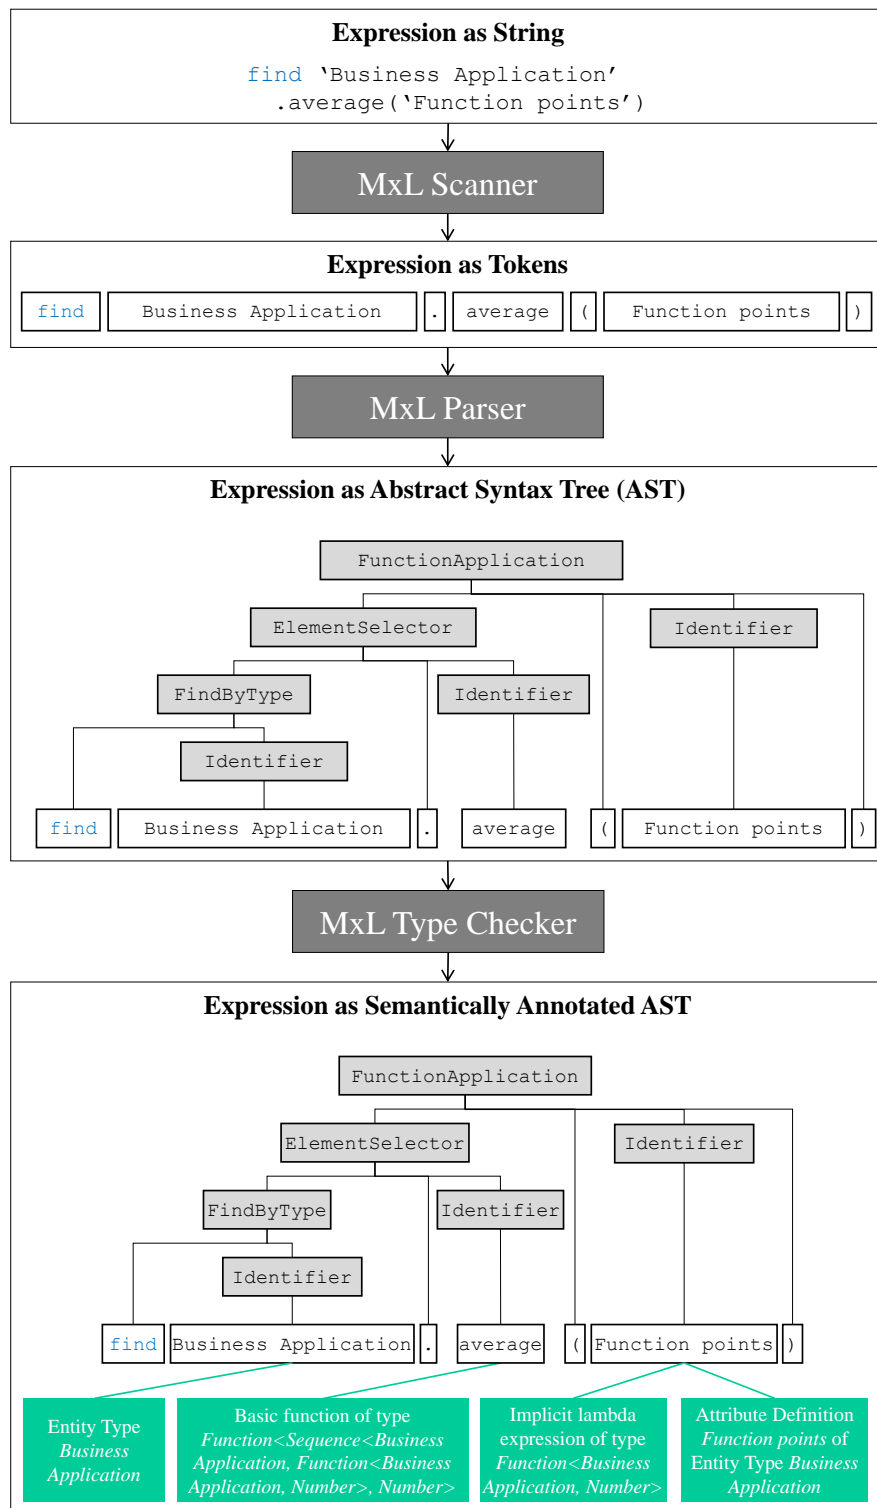 Expression as String
find ‘Business Application’
.average(‘Function points’)
MxL Scanner
Expression as Tokens
find Business Application . average ( Function points )
MxL Parser
Expression as Abstract Syntax Tree (AST)
FunctionApplication
ElementSelector Identifier
FindByType Identifier
Identifier
find Business Application . average ( Function points )
MxL Type Checker
Expression as Semantically Annotated AST
FunctionApplication
ElementSelector Identifier
FindByType Identifier
Identifier
find Business Application . average ( Function points )
Entity Type
Business
Application
Basic function of type
Function<Sequence<Business
Application, Function<Business
Application, Number>, Number>
Implicit lambda
expression of type
Function<Business
Application, Number>
Attribute Definition
Function points of
Entity Type Business
Application